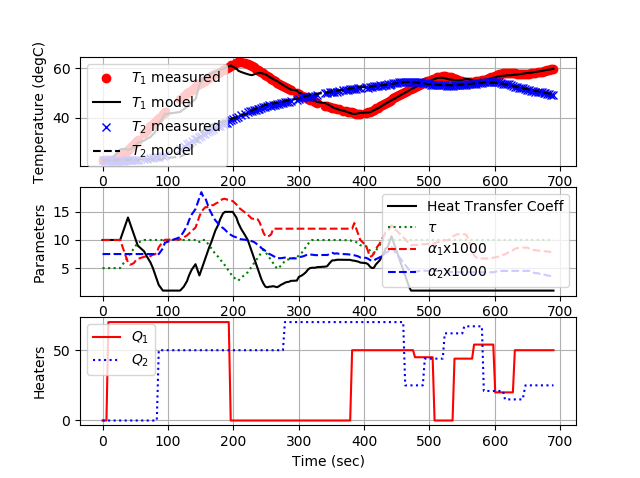 Temperature (degC)
60
40
T1 measured
T1 model
T2 measured
T2 model
0 100 200 300 400 500 600 700
Parameters
15
10
5
Heat Transfer Coeff
τ
α1x1000
α2x1000
0 100 200 300 400 500 600 700
Heaters
50
0
Q1
Q2
0 100 200 300 400 500 600 700
Time (sec)